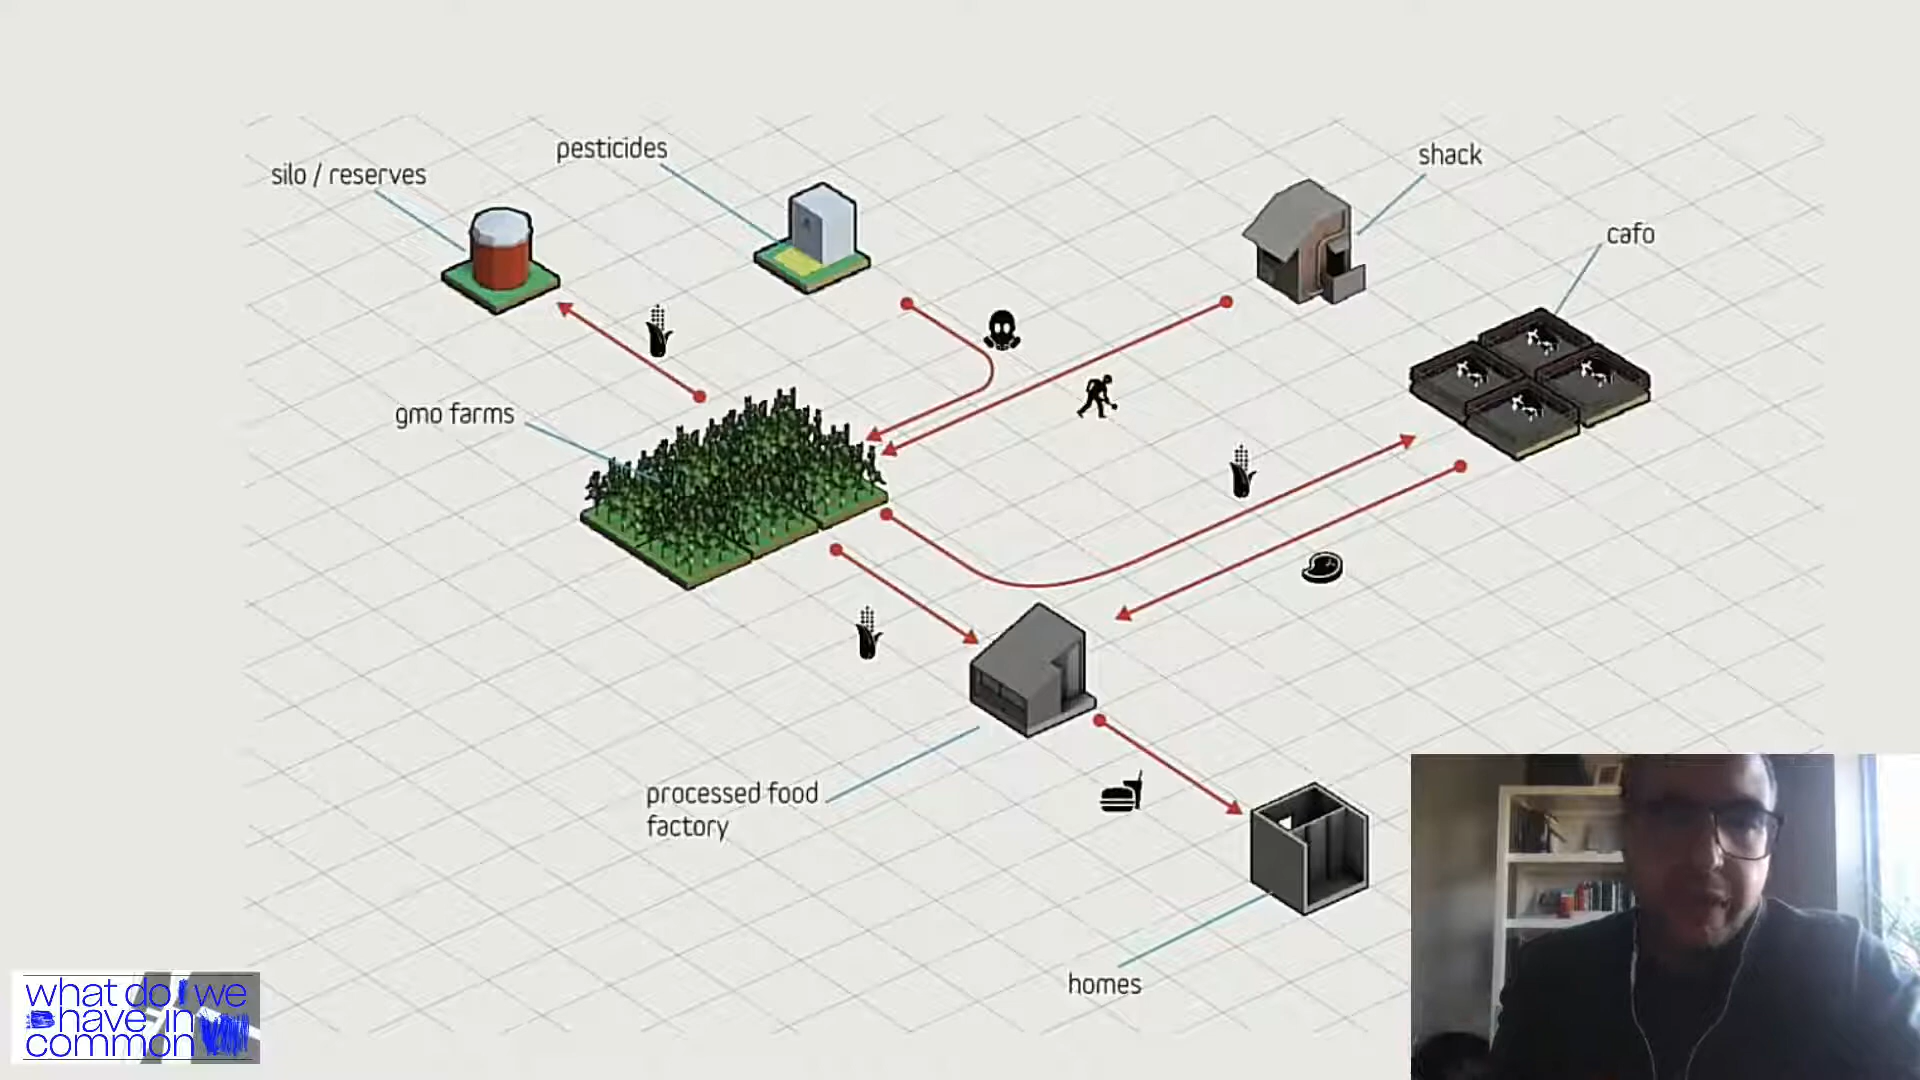 pesticides
silo / reserves
shack
cafo
gmo farms
processed food
factory
homes
what do I we
have in
common